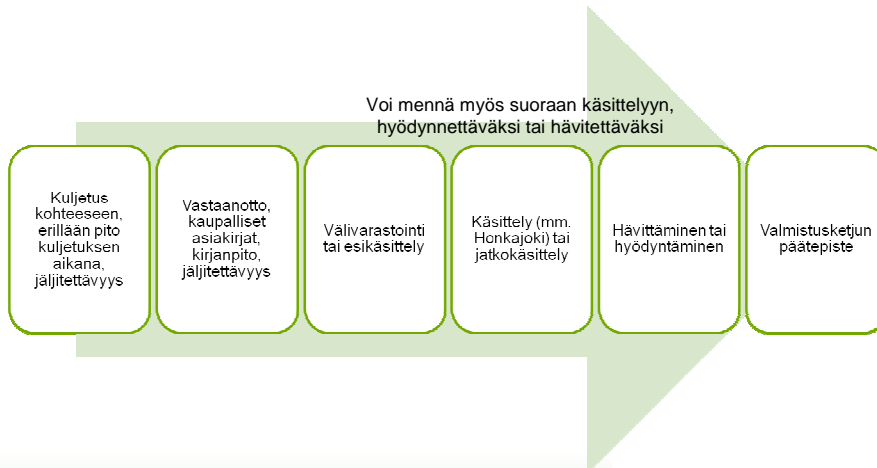 Voi mennä myös suoraan käsittelyyn,
hyödynnettäväksi tai hävitettäväksi
Kuljetus
kohteeseen,
erillään pito
kuljetuksen
aikana,
jäljitettävyys
Vastaanotto,
kaupalliset
asiakirjat,
kirjanpito,
jäljitettävyys
Välivarastointi
tai esikäsittely
Käsittely (mm.
Honkajoki) tai
jatkokäsittely
Hävittäminen tai
hyödyntäminen
Valmistusketjun
päätepiste